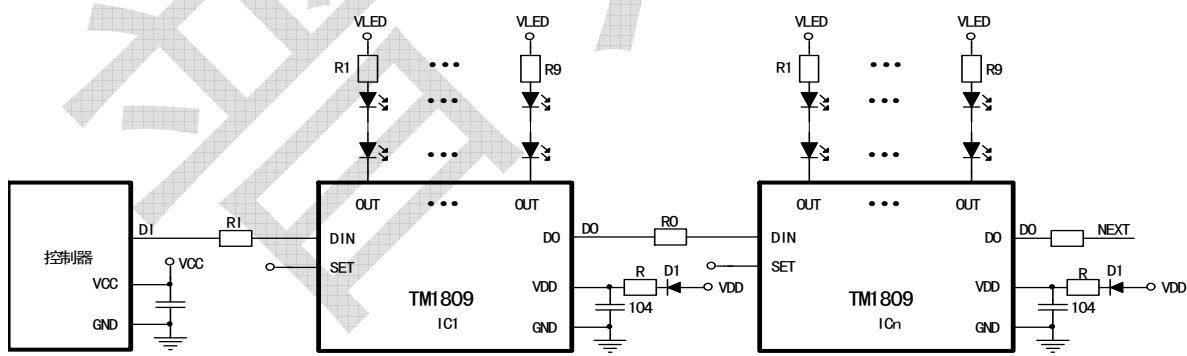 VLED VLED VLED VLED
R1 ••• R9 R1 ••• R9
••• ••• 
••• •••
OUT ••• OUT OUT ••• OUT
DI RI DIN DO DO RO DIN DO DO NEXT
控制器 VCC SET SET
VCC VDD R D1 VDD VDD R D1 VDD
TM1809 104 TM1809 104
GND IC1 GND ICn GND